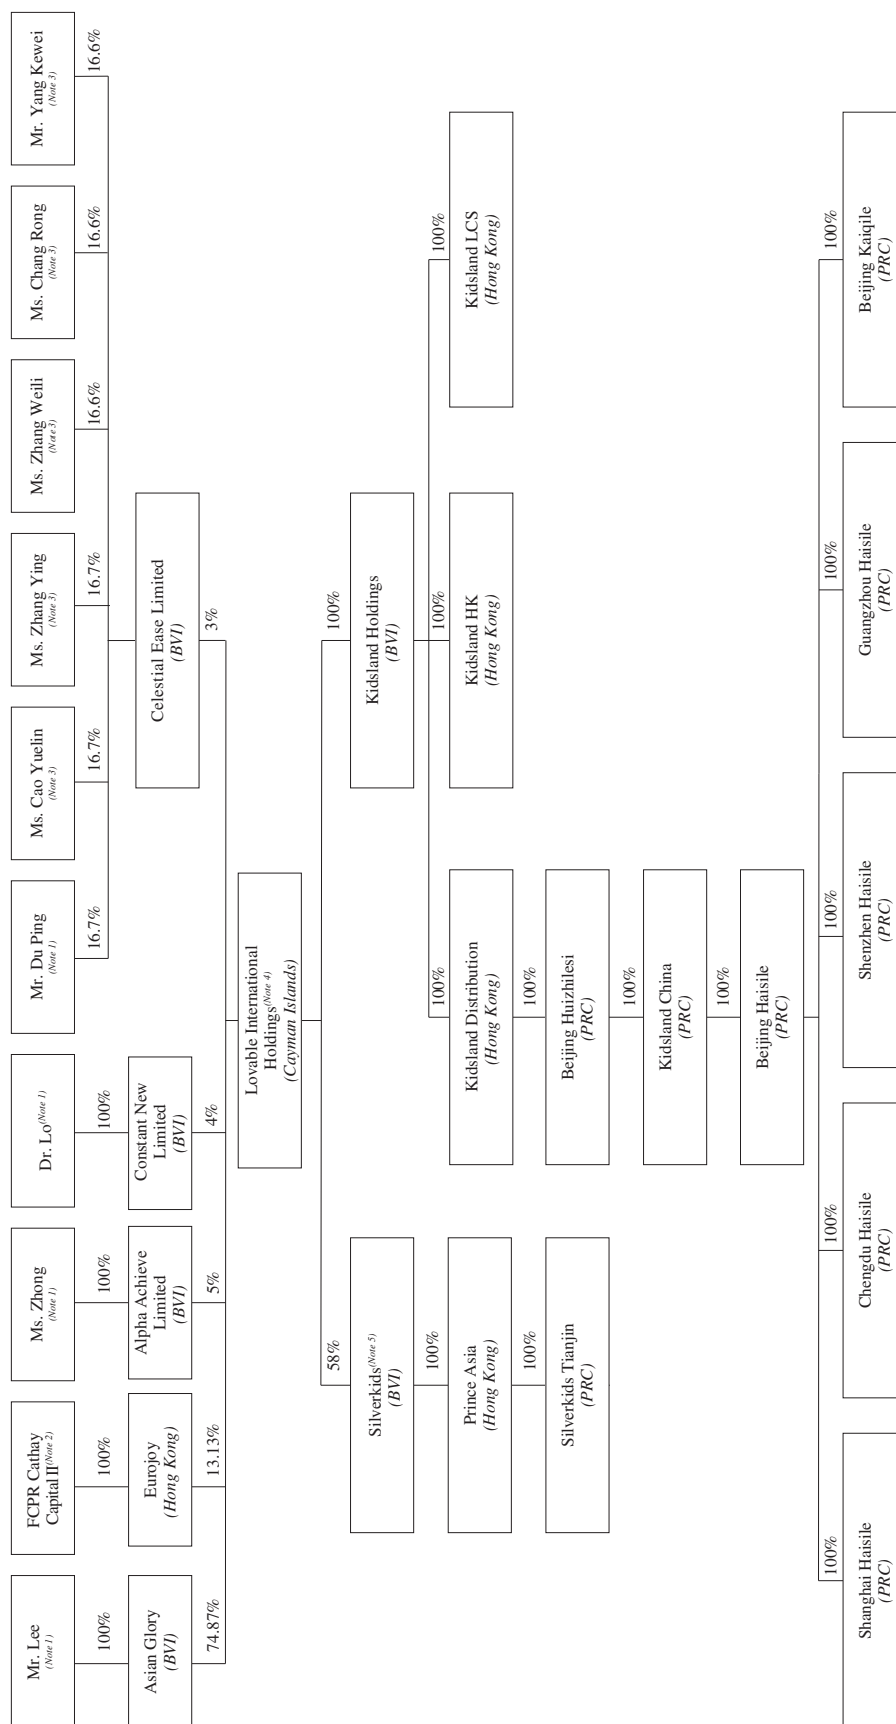 Mr. Lee
(Note 1)
FCPR Cathay
Capital II(Note 2)
Ms. Zhong
(Note 1)
Dr. Lo(Note 1)
Mr. Du Ping
(Note 1)
Ms. Cao Yuelin
(Note 3)
Ms. Zhang Ying
(Note 3)
Ms. Zhang Weili
(Note 3)
Ms. Chang Rong
(Note 3)
Mr. Yang Kewei
(Note 3)
100%
100%
100%
100%
16.7%
16.7%
16.7%
16.6%
16.6%
16.6%
Asian Glory
(BVI)
Eurojoy
(Hong Kong)
Alpha Achieve
Limited
(BVI)
Constant New
Limited
(BVI)
Celestial Ease Limited
(BVI)
74.87%
13.13%
5%
4%
3%
Lovable International
Holdings(Note 4)
(Cayman Islands)
58%
100%
Silverkids(Note 5)
(BVI)
Kidsland Holdings
(BVI)
100%
100%
100%
100%
Prince Asia
(Hong Kong)
Kidsland Distribution
(Hong Kong)
Kidsland HK
(Hong Kong)
Kidsland LCS
(Hong Kong)
100%
100%
Silverkids Tianjin
(PRC)
Beijing Huizhilesi
(PRC)
100%
Kidsland China
(PRC)
100%
Beijing Haisile
(PRC)
100%
100%
100%
100%
100%
Shanghai Haisile
(PRC)
Chengdu Haisile
(PRC)
Shenzhen Haisile
(PRC)
Guangzhou Haisile
(PRC)
Beijing Kaiqile
(PRC)